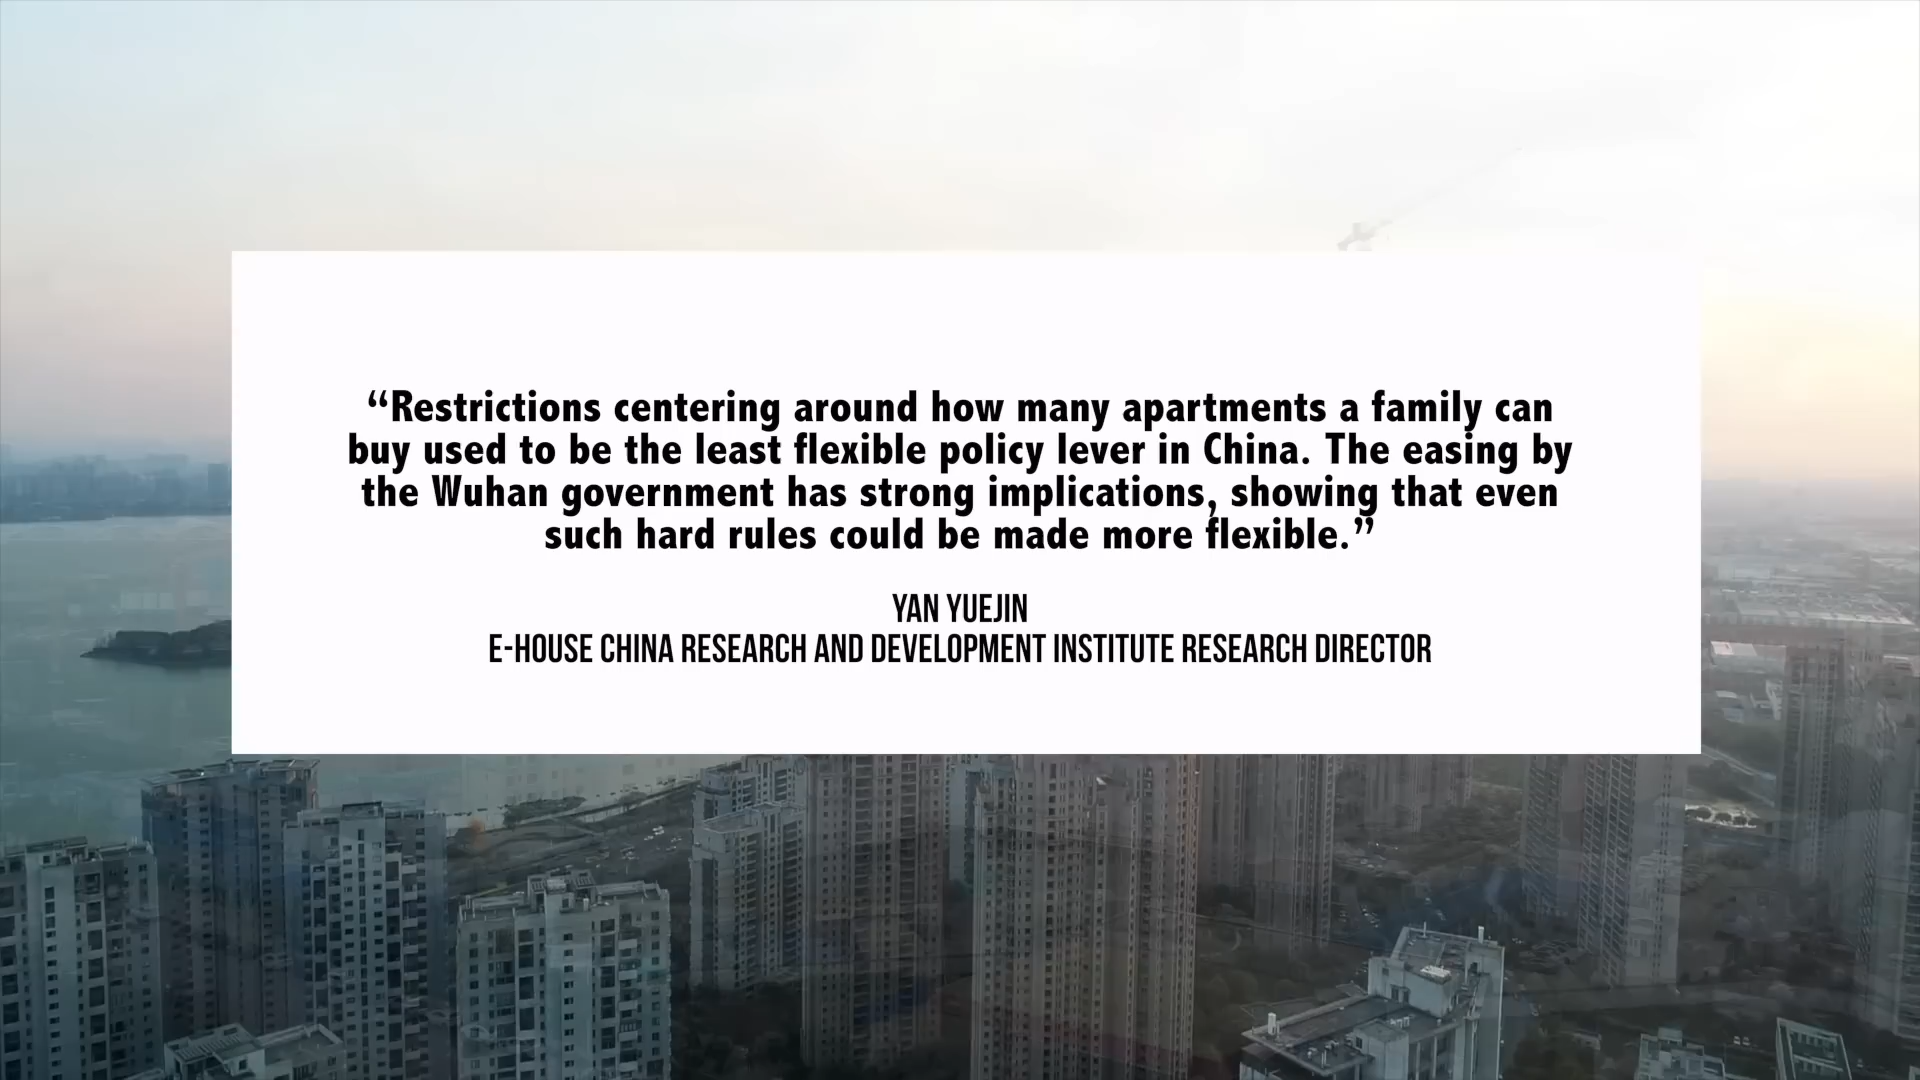 “Restrictions centering around how many apartments a family can
buy used to be the least flexible policy lever in China. The easing by
the Wuhan government has strong implications, showing that even
such hard rules could be made more flexible.”
YAN YUEJIN
E-HOUSE CHINA RESEARCH AND DEVELOPMENT INSTITUTE RESEARCH DIRECTOR